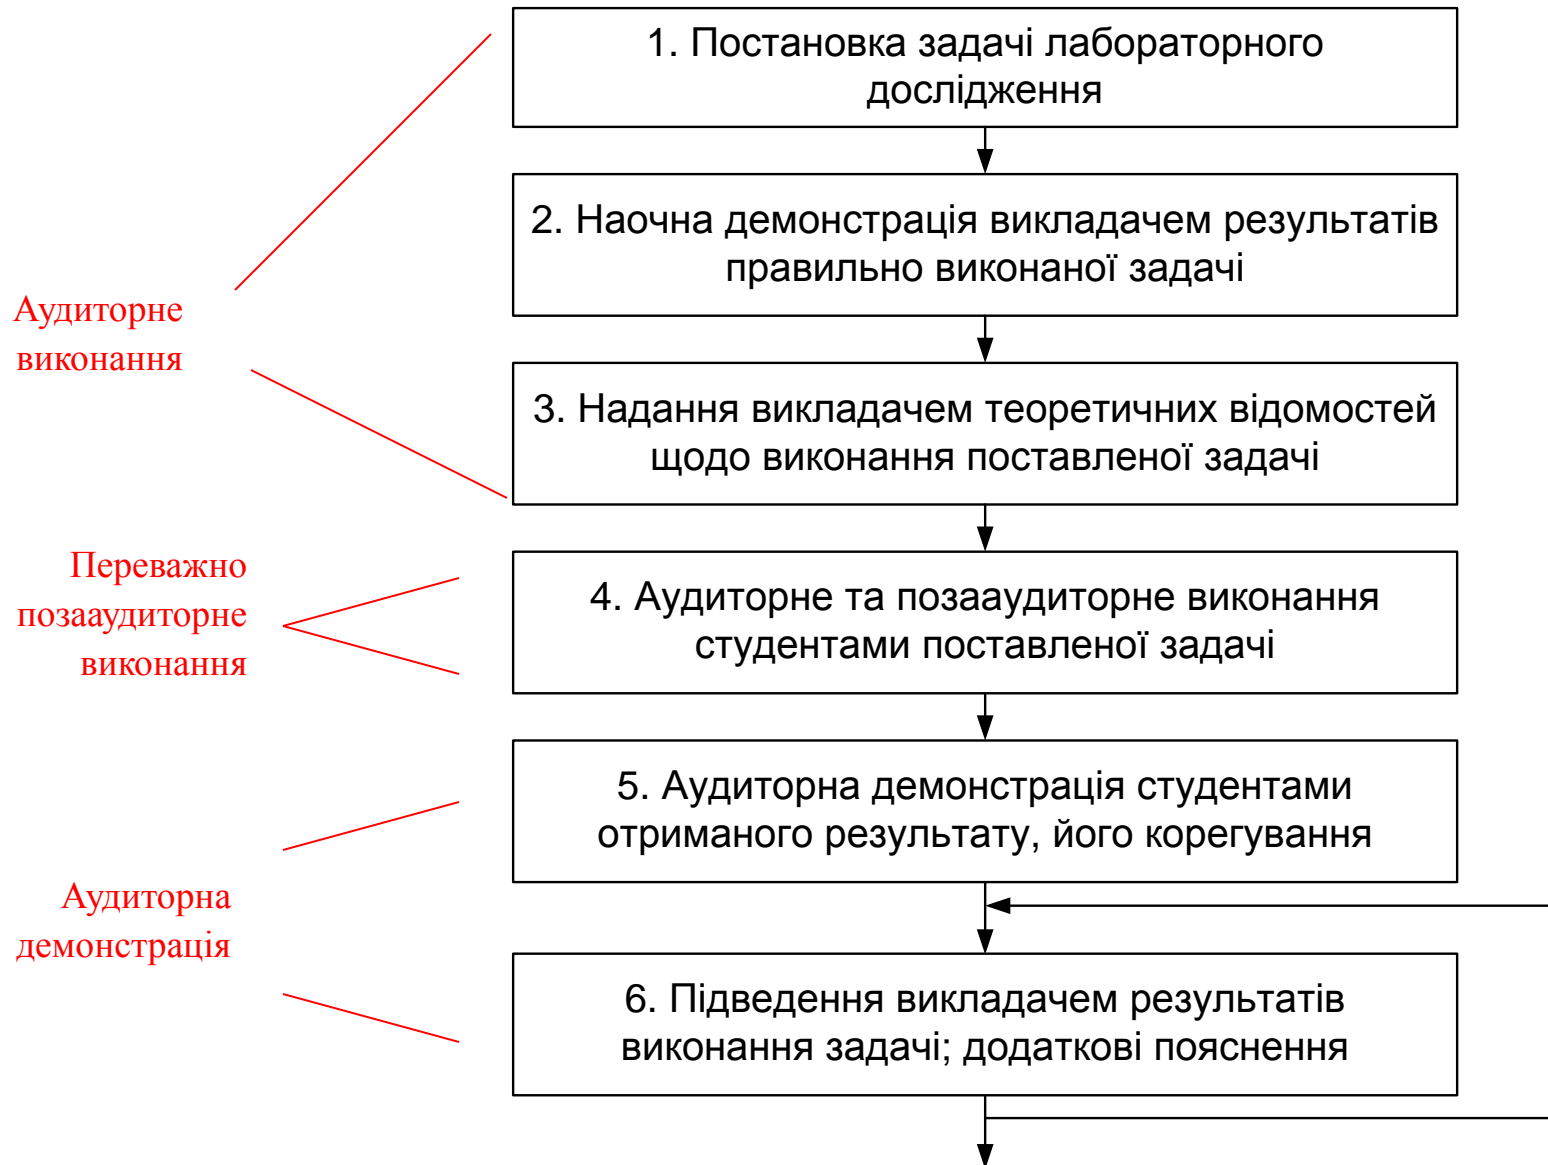 1. Постановка задачі лабораторного
дослідження
2. Наочна демонстрація викладачем результатів
правильно виконаної задачі
Аудиторне
виконання
3. Надання викладачем теоретичних відомостей
щодо виконання поставленої задачі
Переважно
позааудиторне
виконання
4. Аудиторне та позааудиторне виконання
студентами поставленої задачі
5. Аудиторна демонстрація студентами
отриманого результату, його корегування
Аудиторна
демонстрація
6. Підведення викладачем результатів
виконання задачі; додаткові пояснення